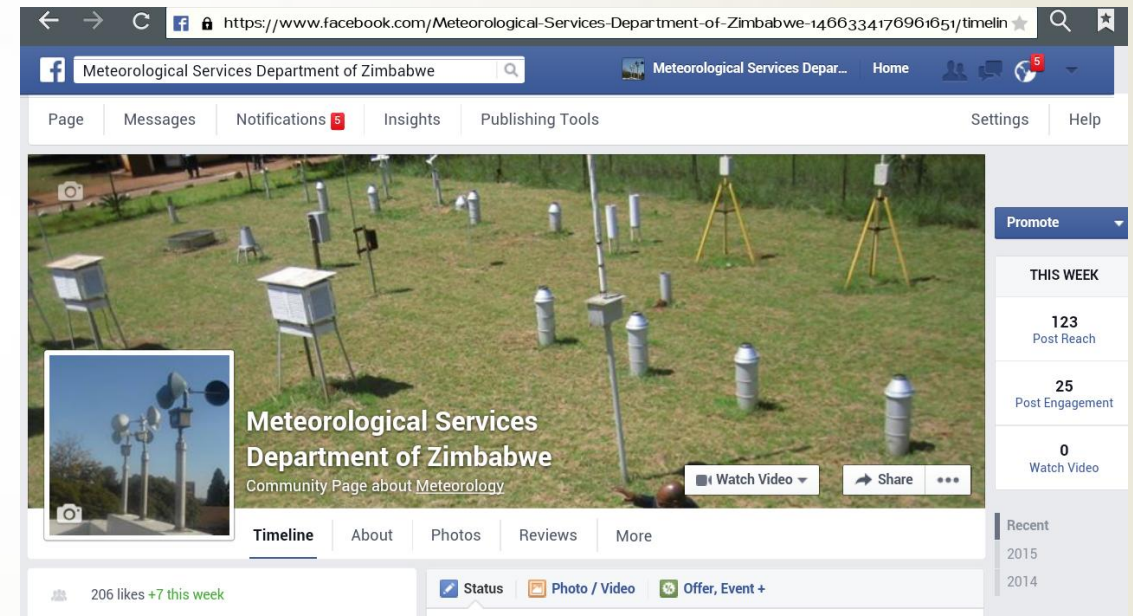 https://www.facebook.com/Meteorological-Services-Department-of-Zimbabwe-1466334176961651/timelin
Meteorological Services Department of Zimbabwe
Meteorological Services Depar... Home 5
Page Messages Notifications 5 Insights Publishing Tools Settings Help
Promote
THIS WEEK
123
Post Reach
25
Post Engagement
0
Watch Video
Meteorological Services
Department of Zimbabwe
Community Page about Meteorology
Watch Video Share
Timeline About Photos Reviews More
Recent
2015
2014
206 likes +7 this week
Status Photo / Video Offer, Event +